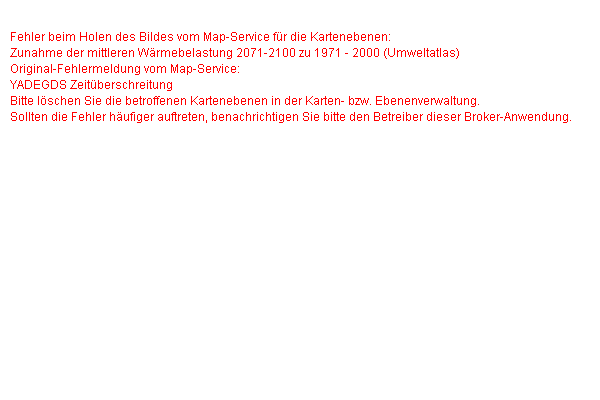 Fehler beim Holen des Bildes vom Map-Service für die Kartenebenen:
Zunahme der mittleren Wärmebelastung 2071-2100 zu 1971 - 2000 (Umweltatlas)
Original-Fehlermeldung vom Map-Service:
YADEGDS Zeitüberschreitung
Bitte löschen Sie die betroffenen Kartenebenen in der Karten- bzw. Ebenenverwaltung.
Sollten die Fehler häufiger auftreten, benachrichtigen Sie bitte den Betreiber dieser Broker-Anwendung.